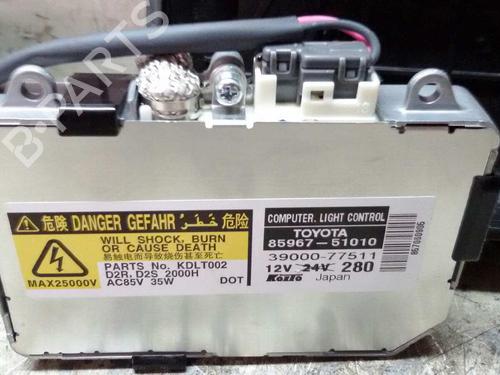 B-PARTS
危険 DANGER GEFAHR خطر 危险
WILL SHOCK, BURN
OR CAUSE DEATH
易触电而导致烧伤甚至死亡
MAX25000V
PARTS No. KDLT002
D2R, D2S 2000H
AC85V 35W DOT
COMPUTER, LIGHT CONTROL
TOYOTA
85967-51010
39000-77511
12V 24V 280
Koito Japan